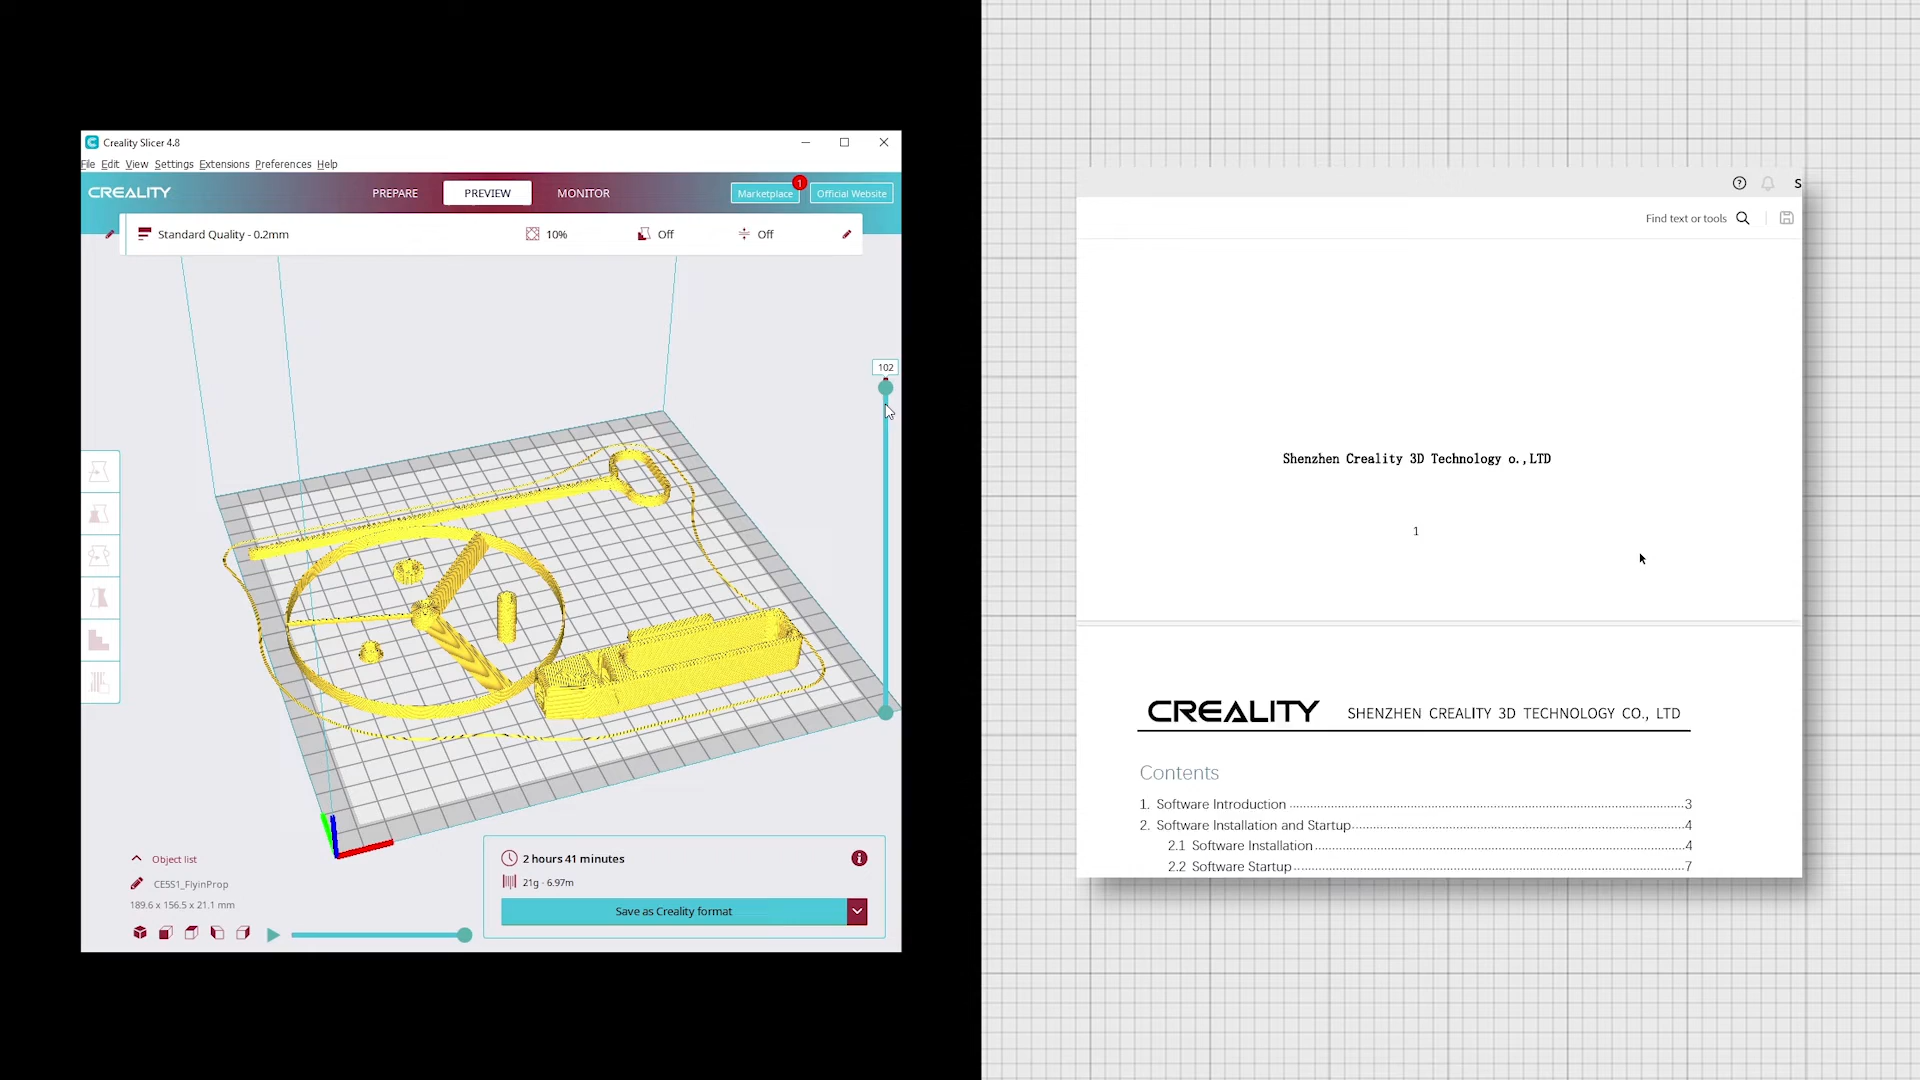 Creality Slicer 4.8
File Edit View Settings Extensions Preferences Help
CREALITY
PREPARE
PREVIEW
MONITOR
Marketplace
1
Official Website
Standard Quality - 0.2mm
10%
Off
Off
102
Object list
CE5S1_FlyinProp
189.6 x 156.5 x 21.1 mm
2 hours 41 minutes
21g · 6.97m
Save as Creality format
S
Find text or tools
Shenzhen Creality 3D Technology o.,LTD
1
CREALITY SHENZHEN CREALITY 3D TECHNOLOGY CO., LTD
Contents
1. Software Introduction 3
2. Software Installation and Startup 4
2.1 Software Installation 4
2.2 Software Startup 7